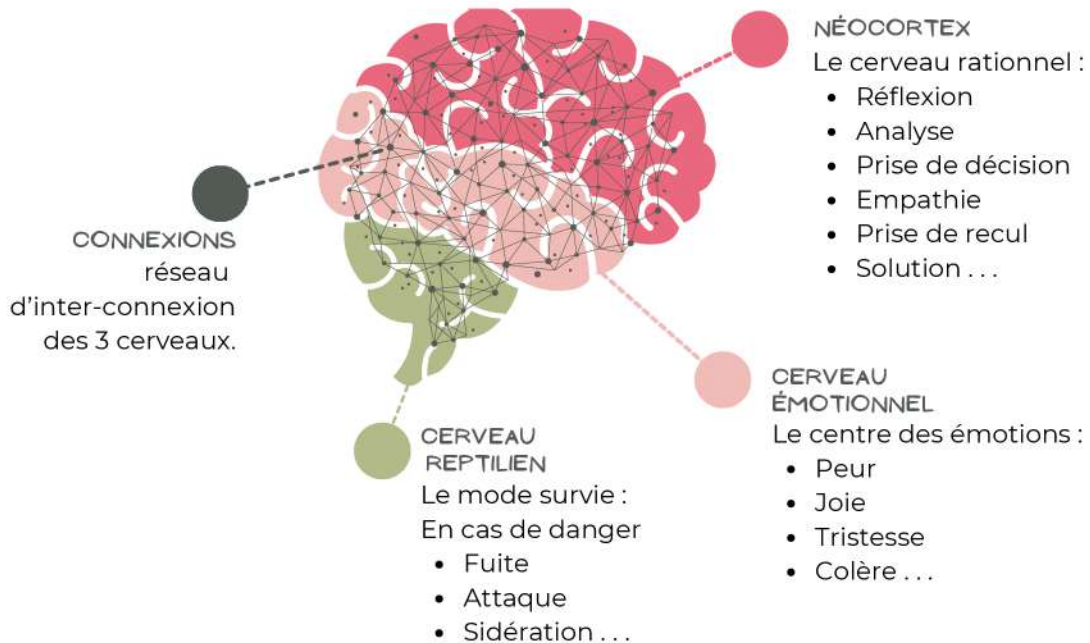 NÉOCORTEX
Le cerveau rationnel :
• Réflexion
• Analyse
• Prise de décision
• Empathie
• Prise de recul
• Solution . . .
CONNEXIONS
réseau
d'inter-connexion
des 3 cerveaux.
CERVEAU
ÉMOTIONNEL
Le centre des émotions :
• Peur
• Joie
• Tristesse
• Colère . . .
CERVEAU
REPTILIEN
Le mode survie :
En cas de danger
• Fuite
• Attaque
• Sidération . . .